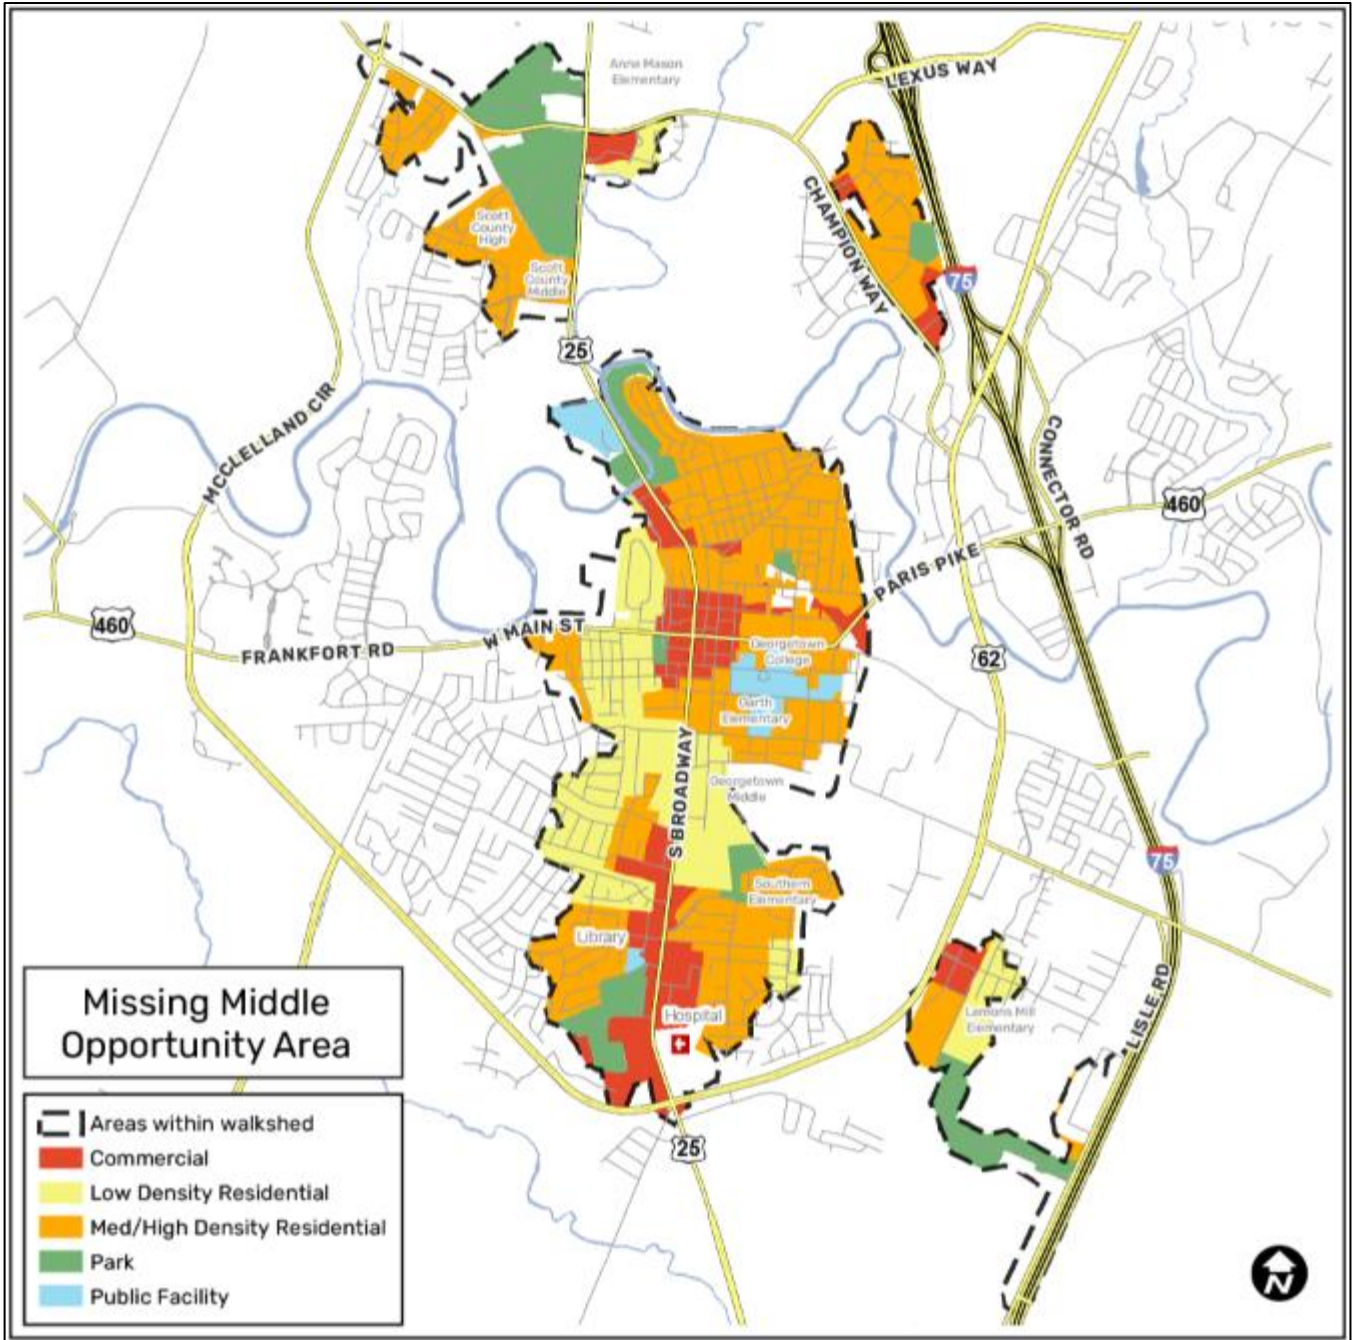 Anne Mason
Elementary
LEXUS WAY
CHAMPION WAY
Scott
County
High
Scott
County
Middle
75
25
MCCLELLAND CIR
CONNECTOR RD
460
PARIS PIKE
460
W MAIN ST
FRANKFORT RD
Georgetown
College
62
Garth
Elementary
S BROADWAY
Georgetown
Middle
75
Southern
Elementary
Library
Hospital
Lemons Mill
Elementary
LISLE RD
25
Missing Middle
Opportunity Area
Areas within walkshed
Commercial
Low Density Residential
Med/High Density Residential
Park
Public Facility
N